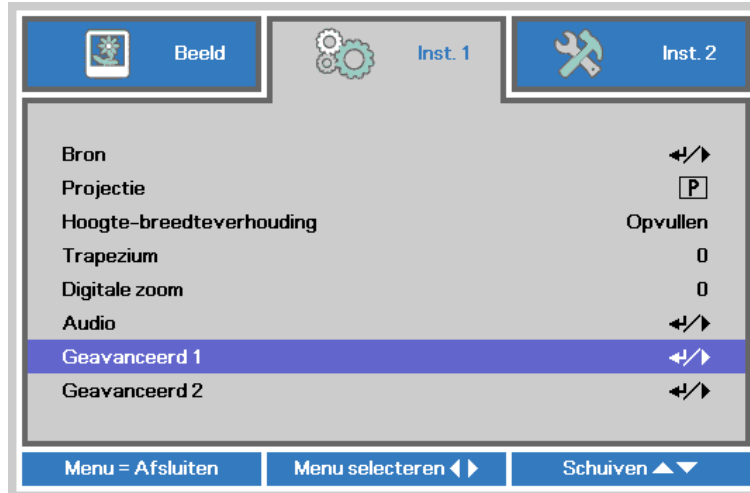 Beeld Inst. 1 Inst. 2
Bron
Projectie P
Hoogte-breedteverhouding Opvullen
Trapezium 0
Digitale zoom 0
Audio
Geavanceerd 1
Geavanceerd 2
Menu = Afsluiten Menu selecteren Schuiven